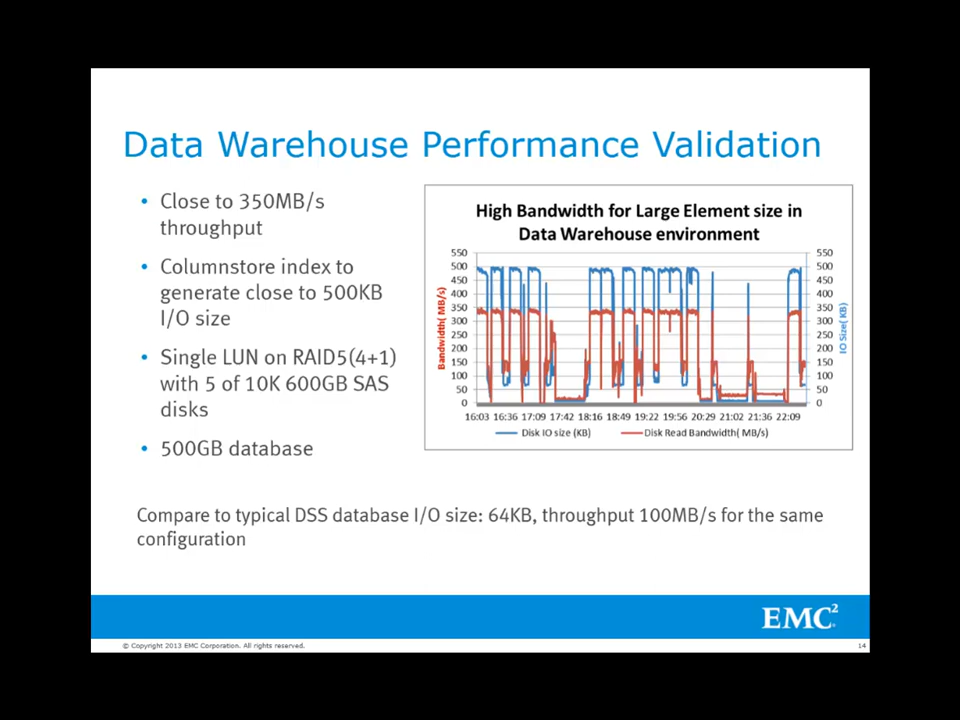 Data Warehouse Performance Validation
• Close to 350MB/s
throughput
• Columnstore index to
generate close to 500KB
I/O size
• Single LUN on RAID5(4+1)
with 5 of 10K 600GB SAS
disks
• 500GB database
High Bandwidth for Large Element size in
Data Warehouse environment
Bandwidth( MB/s)
550
500
450
400
350
300
250
200
150
100
50
0
550
500
450
400
350
300
250
200
150
100
50
0
IO Size( KB)
16:03 16:36 17:09 17:42 18:16 18:49 19:22 19:56 20:29 21:02 21:36 22:09
Disk IO size (KB) Disk Read Bandwidth( MB/s)
Compare to typical DSS database I/O size: 64KB, throughput 100MB/s for the same
configuration
EMC²
© Copyright 2013 EMC Corporation. All rights reserved. 14